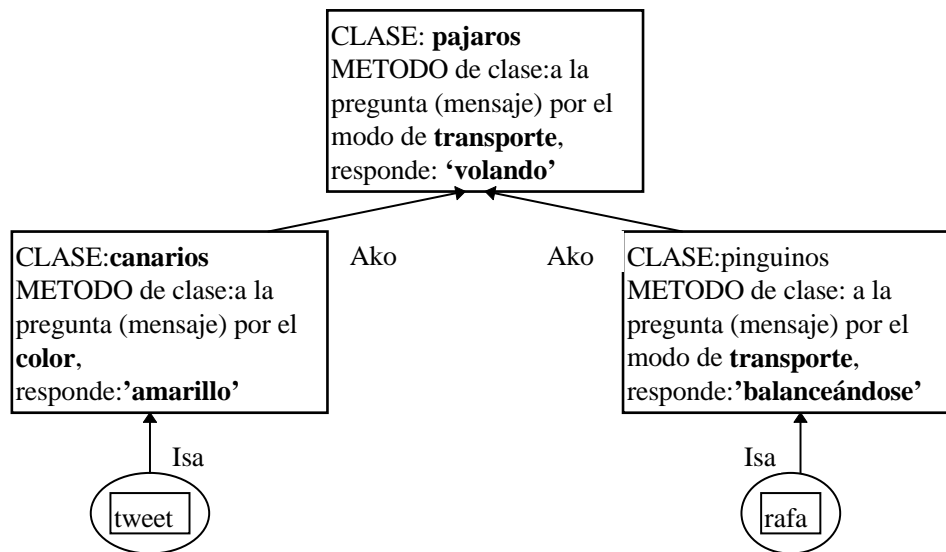 CLASE: pajaros
METODO de clase:a la
pregunta (mensaje) por el
modo de transporte,
responde: ‘volando’
CLASE:canarios
METODO de clase:a la
pregunta (mensaje) por el
color,
responde:’amarillo’
Ako
Ako
CLASE:pinguinos
METODO de clase: a la
pregunta (mensaje) por el
modo de transporte,
responde:’balanceándose’
Isa
Isa
tweet
rafa